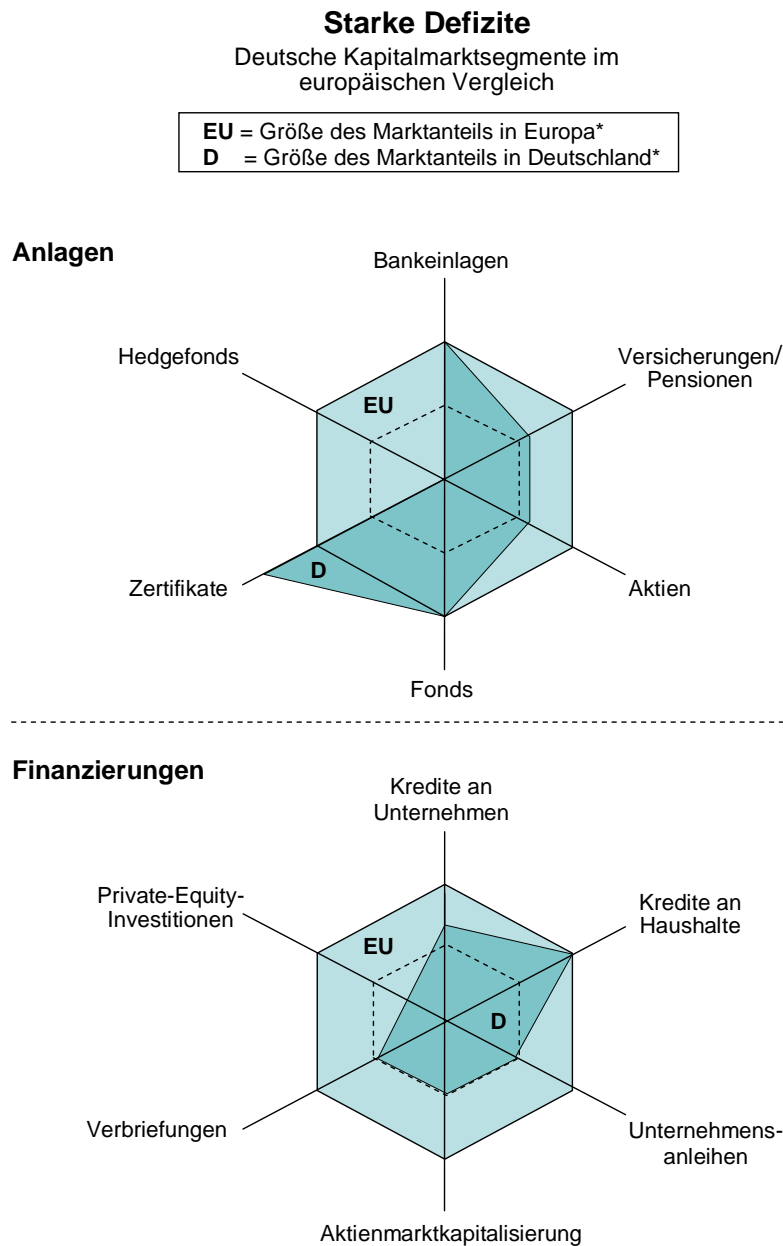 Starke Defizite
Deutsche Kapitalmarktsegmente im
europäischen Vergleich
EU = Größe des Marktanteils in Europa*
D = Größe des Marktanteils in Deutschland*
Anlagen
Bankeinlagen
Hedgefonds
Versicherungen/
Pensionen
EU
D
Zertifikate
Aktien
Fonds
Finanzierungen
Kredite an
Unternehmen
Private-Equity-
Investitionen
Kredite an
Haushalte
EU
D
Verbriefungen
Unternehmens-
anleihen
Aktienmarktkapitalisierung